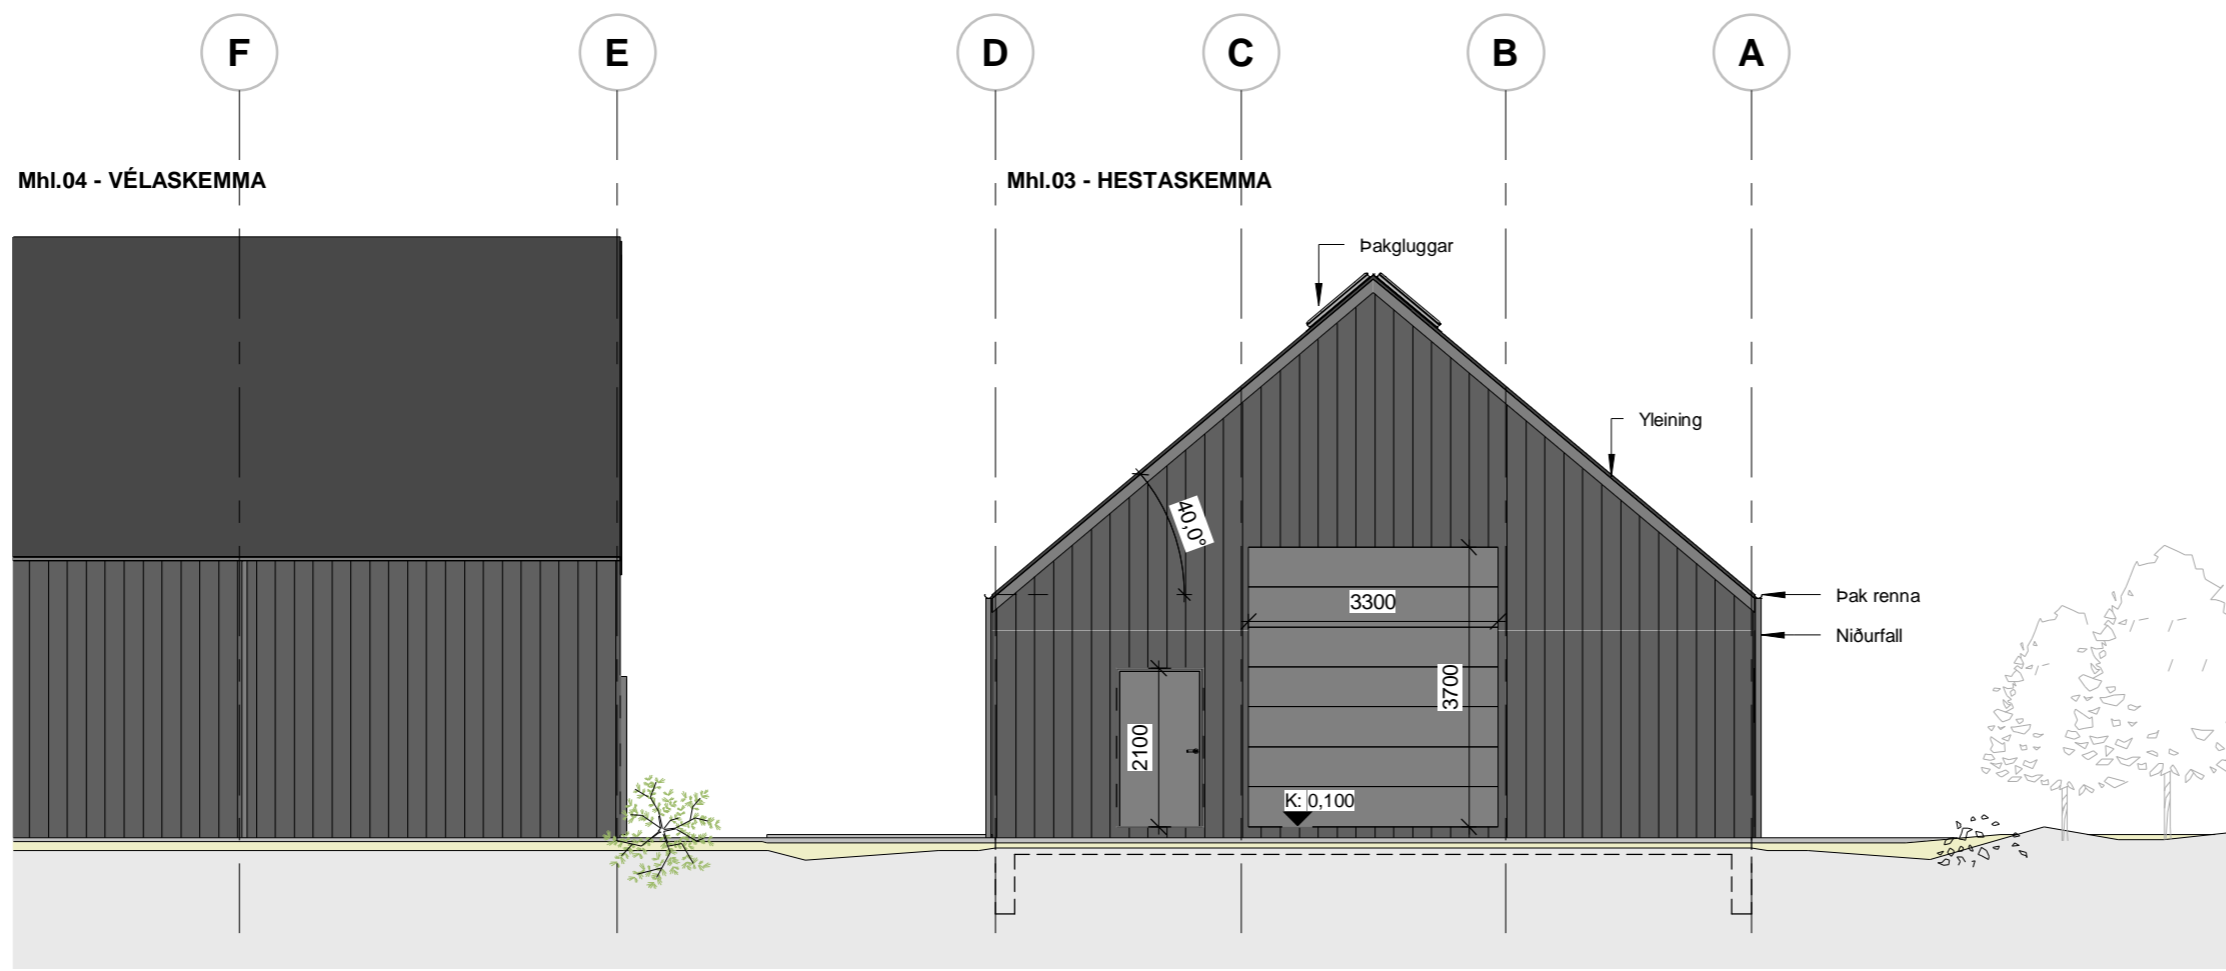 F E D C B A
Mhl.04 - VÉLASKEMMA
Mhl.03 - HESTASKEMMA
Þakgluggar
Yleining
40,0°
3300
Þak renna
Niðurfall
3700
2100
K: 0,100